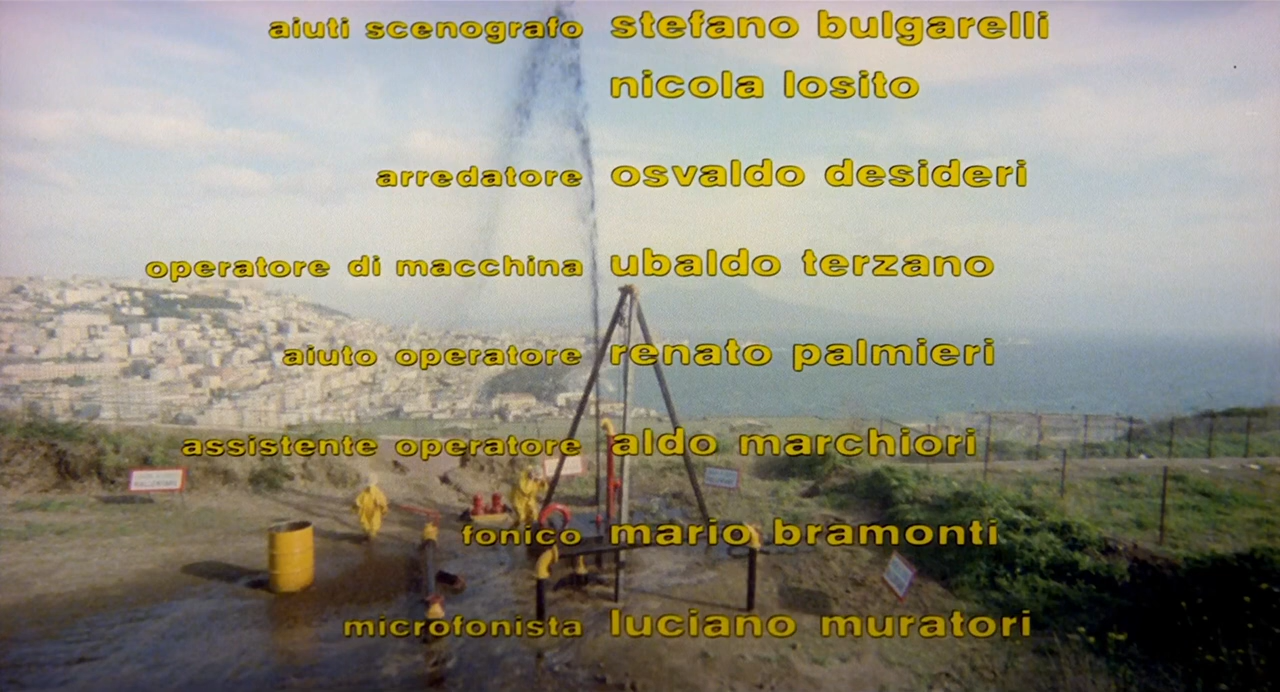 aiuti scenografo stefano bulgarelli
nicola losito
arredatore osvaldo desideri
operatore di macchina ubaldo terzano
aiuto operatore renato palmieri
assistente operatore aldo marchiori
fonico mario bramonti
microfonista luciano muratori